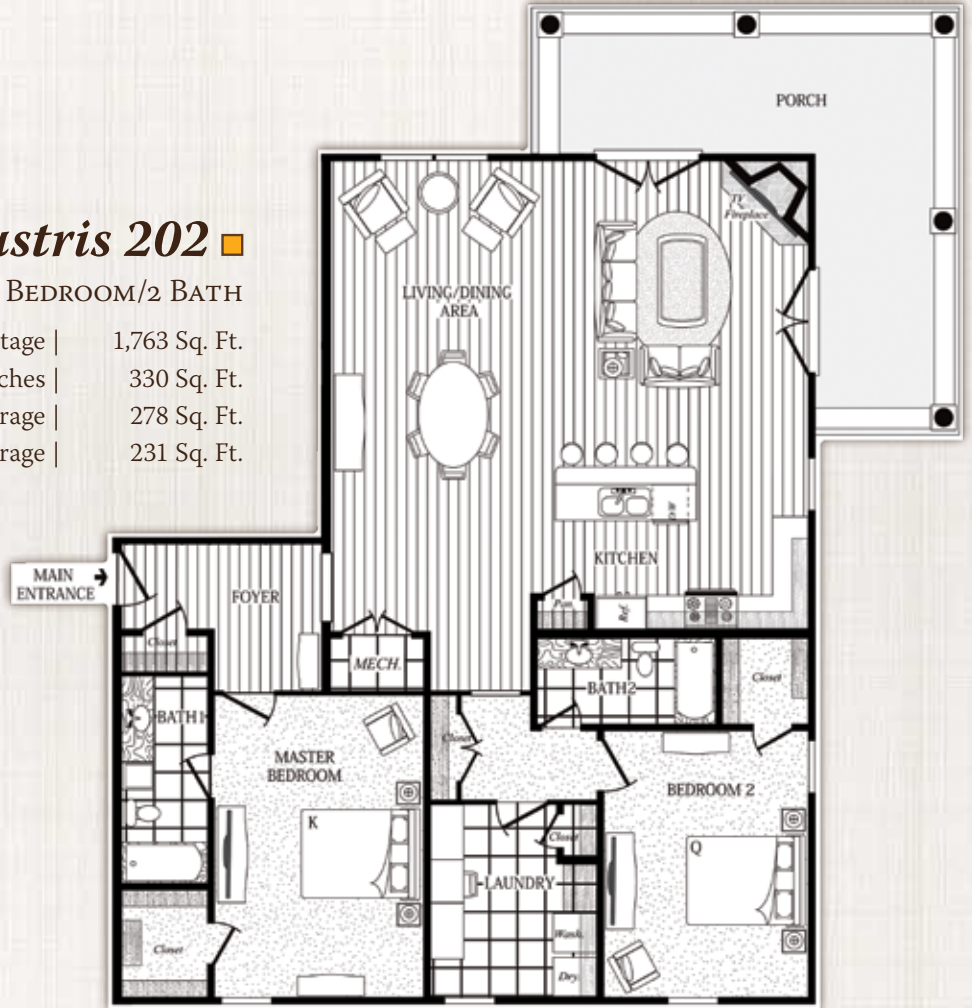 ustris 202
Bedroom/2 Bath
tage | 1,763 Sq. Ft.
ches | 330 Sq. Ft.
rage | 278 Sq. Ft.
rage | 231 Sq. Ft.
PORCH
TV
Fireplace
LIVING/DINING
AREA
D/W
KITCHEN
MAIN
ENTRANCE
FOYER
Pan.
Ref.
Closet
MECH.
BATH2
Closet
BATH1
Closet
MASTER
BEDROOM
BEDROOM 2
K
Closet
Q
LAUNDRY
Wash.
Closet
Dry.